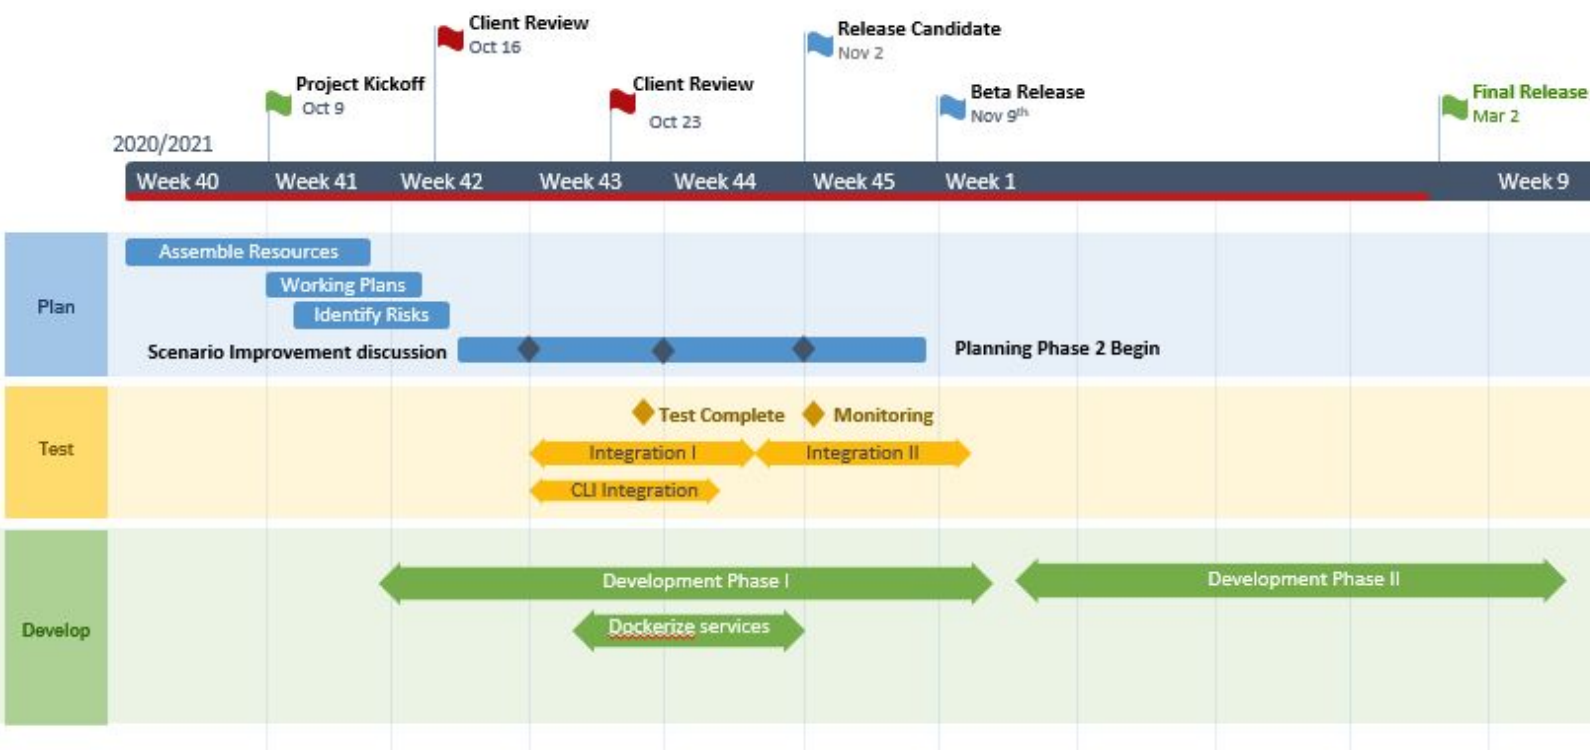 Client Review
Oct 16
Release Candidate
Nov 2
Project Kickoff
Oct 9
Client Review
Oct 23
Beta Release
Nov 9th
Final Release
Mar 2
2020/2021
Week 40 Week 41 Week 42 Week 43 Week 44 Week 45 Week 1 Week 9
Plan
Assemble Resources
Working Plans
Identify Risks
Scenario Improvement discussion
Planning Phase 2 Begin
Test
Test Complete
Monitoring
Integration I
Integration II
CLI Integration
Develop
Development Phase I
Development Phase II
Dockerize services